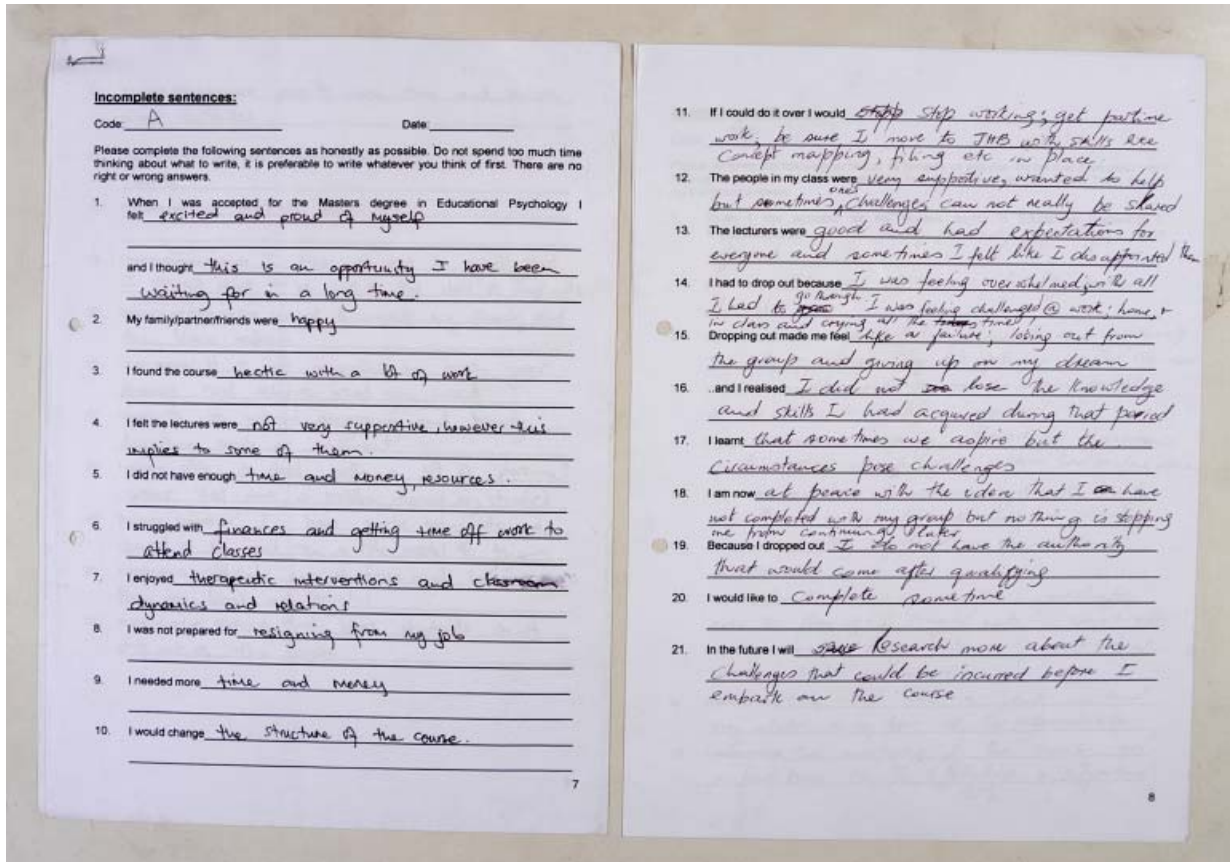 Incomplete sentences:
Code: A Date:
Please complete the following sentences as honestly as possible. Do not spend too much time
thinking about what to write, it is preferable to write whatever you think of first. There are no
right or wrong answers.
1. When I was accepted for the Masters degree in Educational Psychology I
felt excited and proud of myself
and I thought this is an opportunity I have been
waiting for in a long time.
2. My family/partner/friends were happy
3. I found the course hectic with a lot of work
4. I felt the lectures were not very supportive, however this
implies to some of them.
5. I did not have enough time and money, resources.
6. I struggled with finances and getting time off work to
attend classes
7. I enjoyed therapeutic interventions and classroom
dynamics and relations
8. I was not prepared for resigning from my job
9. I needed more time and money
10. I would change the structure of the course.
7
11. If I could do it over I would stop working; get partime
work; be sure I move to JHB with skills like
Concept mapping, filing etc in place
12. The people in my class were very supportive, wanted to help
but sometimes ones challenges can not really be shared
13. The lecturers were good and had expectations for
everyone and sometimes I felt like I disappointed them
14. I had to drop out because I was feeling overwhelmed with all
I had to go through I was feeling challenged @ work; home, +
in class and crying all the time
15. Dropping out made me feel like a failure; losing out from
the group and giving up on my dream
16. ..and I realised I did not lose the knowledge
and skills I had acquired during that period
17. I learnt that sometimes we aspire but the
Circumstances pose challenges
18. I am now at peace with the idea that I have
not completed with my group but nothing is stopping
me from continuing later
19. Because I dropped out I do not have the authority
that would come after qualifying
20. I would like to Complete sometime
21. In the future I will Research more about the
Challenges that could be incurred before I
embark on the course
8